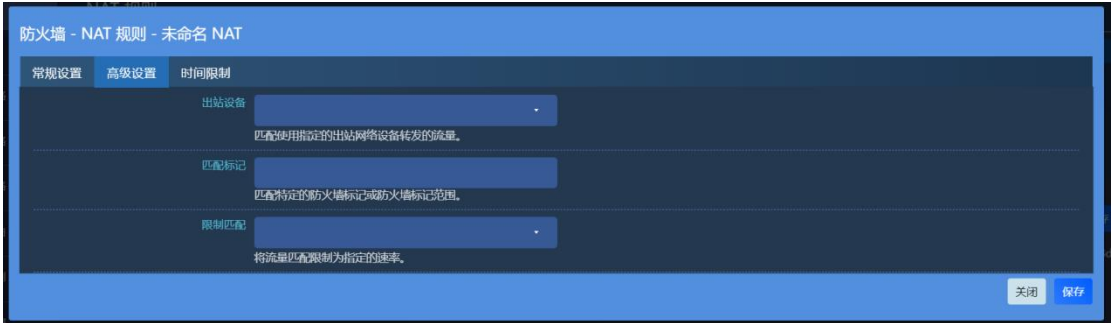 NAT 规则
防火墙 - NAT 规则 - 未命名 NAT
常规设置 高级设置 时间限制
出站设备
匹配使用指定的出站网络设备转发的流量。
匹配标记
匹配特定的防火墙标记或防火墙标记范围。
限制匹配
将流量匹配限制为指定的速率。
关闭 保存